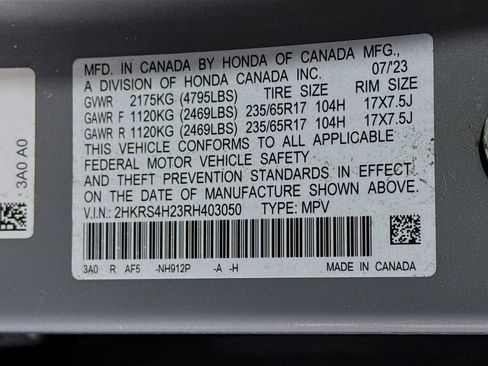 MFD. IN CANADA BY HONDA OF CANADA MFG.,
A DIVISION OF HONDA CANADA INC. 07/23
GVWR 2175KG (4795LBS) TIRE SIZE RIM SIZE
GAWR F 1120KG (2469LBS) 235/65R17 104H 17X7.5J
GAWR R 1120KG (2469LBS) 235/65R17 104H 17X7.5J
THIS VEHICLE CONFORMS TO ALL APPLICABLE
FEDERAL MOTOR VEHICLE SAFETY
AND THEFT PREVENTION STANDARDS IN EFFECT
ON THE DATE OF MANUFACTURE SHOWN ABOVE.
V.I.N.: 2HKRS4H23RH403050 TYPE: MPV
3A0 R AF5 -NH912P -A -H MADE IN CANADA
3A0 A0